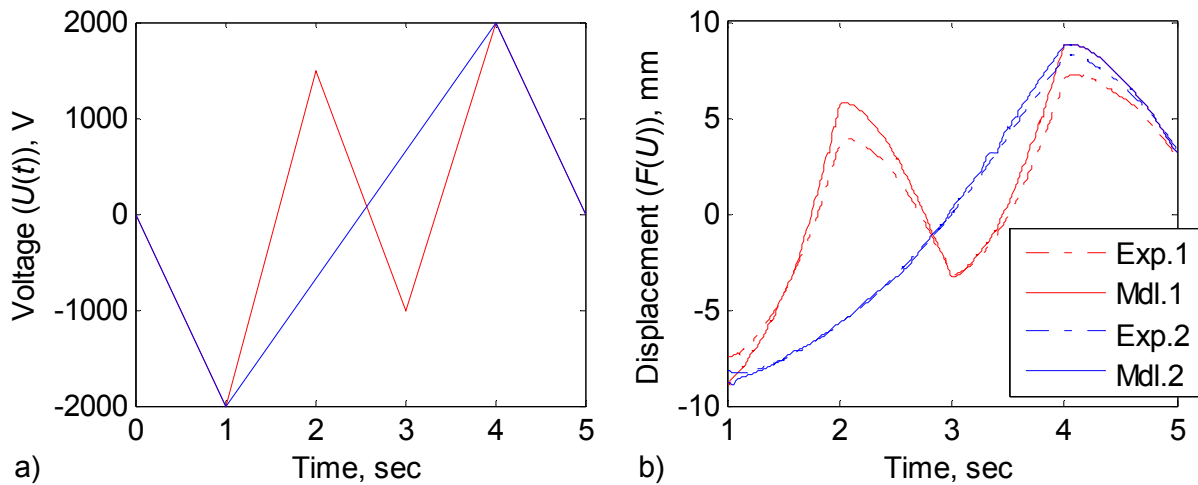 2000
1000
0
-1000
-2000
Voltage (U(t)), V
0 1 2 3 4 5
Time, sec
a)
10
5
0
-5
-10
Displacement (F(U)), mm
1 2 3 4 5
Time, sec
b)
Exp.1
Mdl.1
Exp.2
Mdl.2